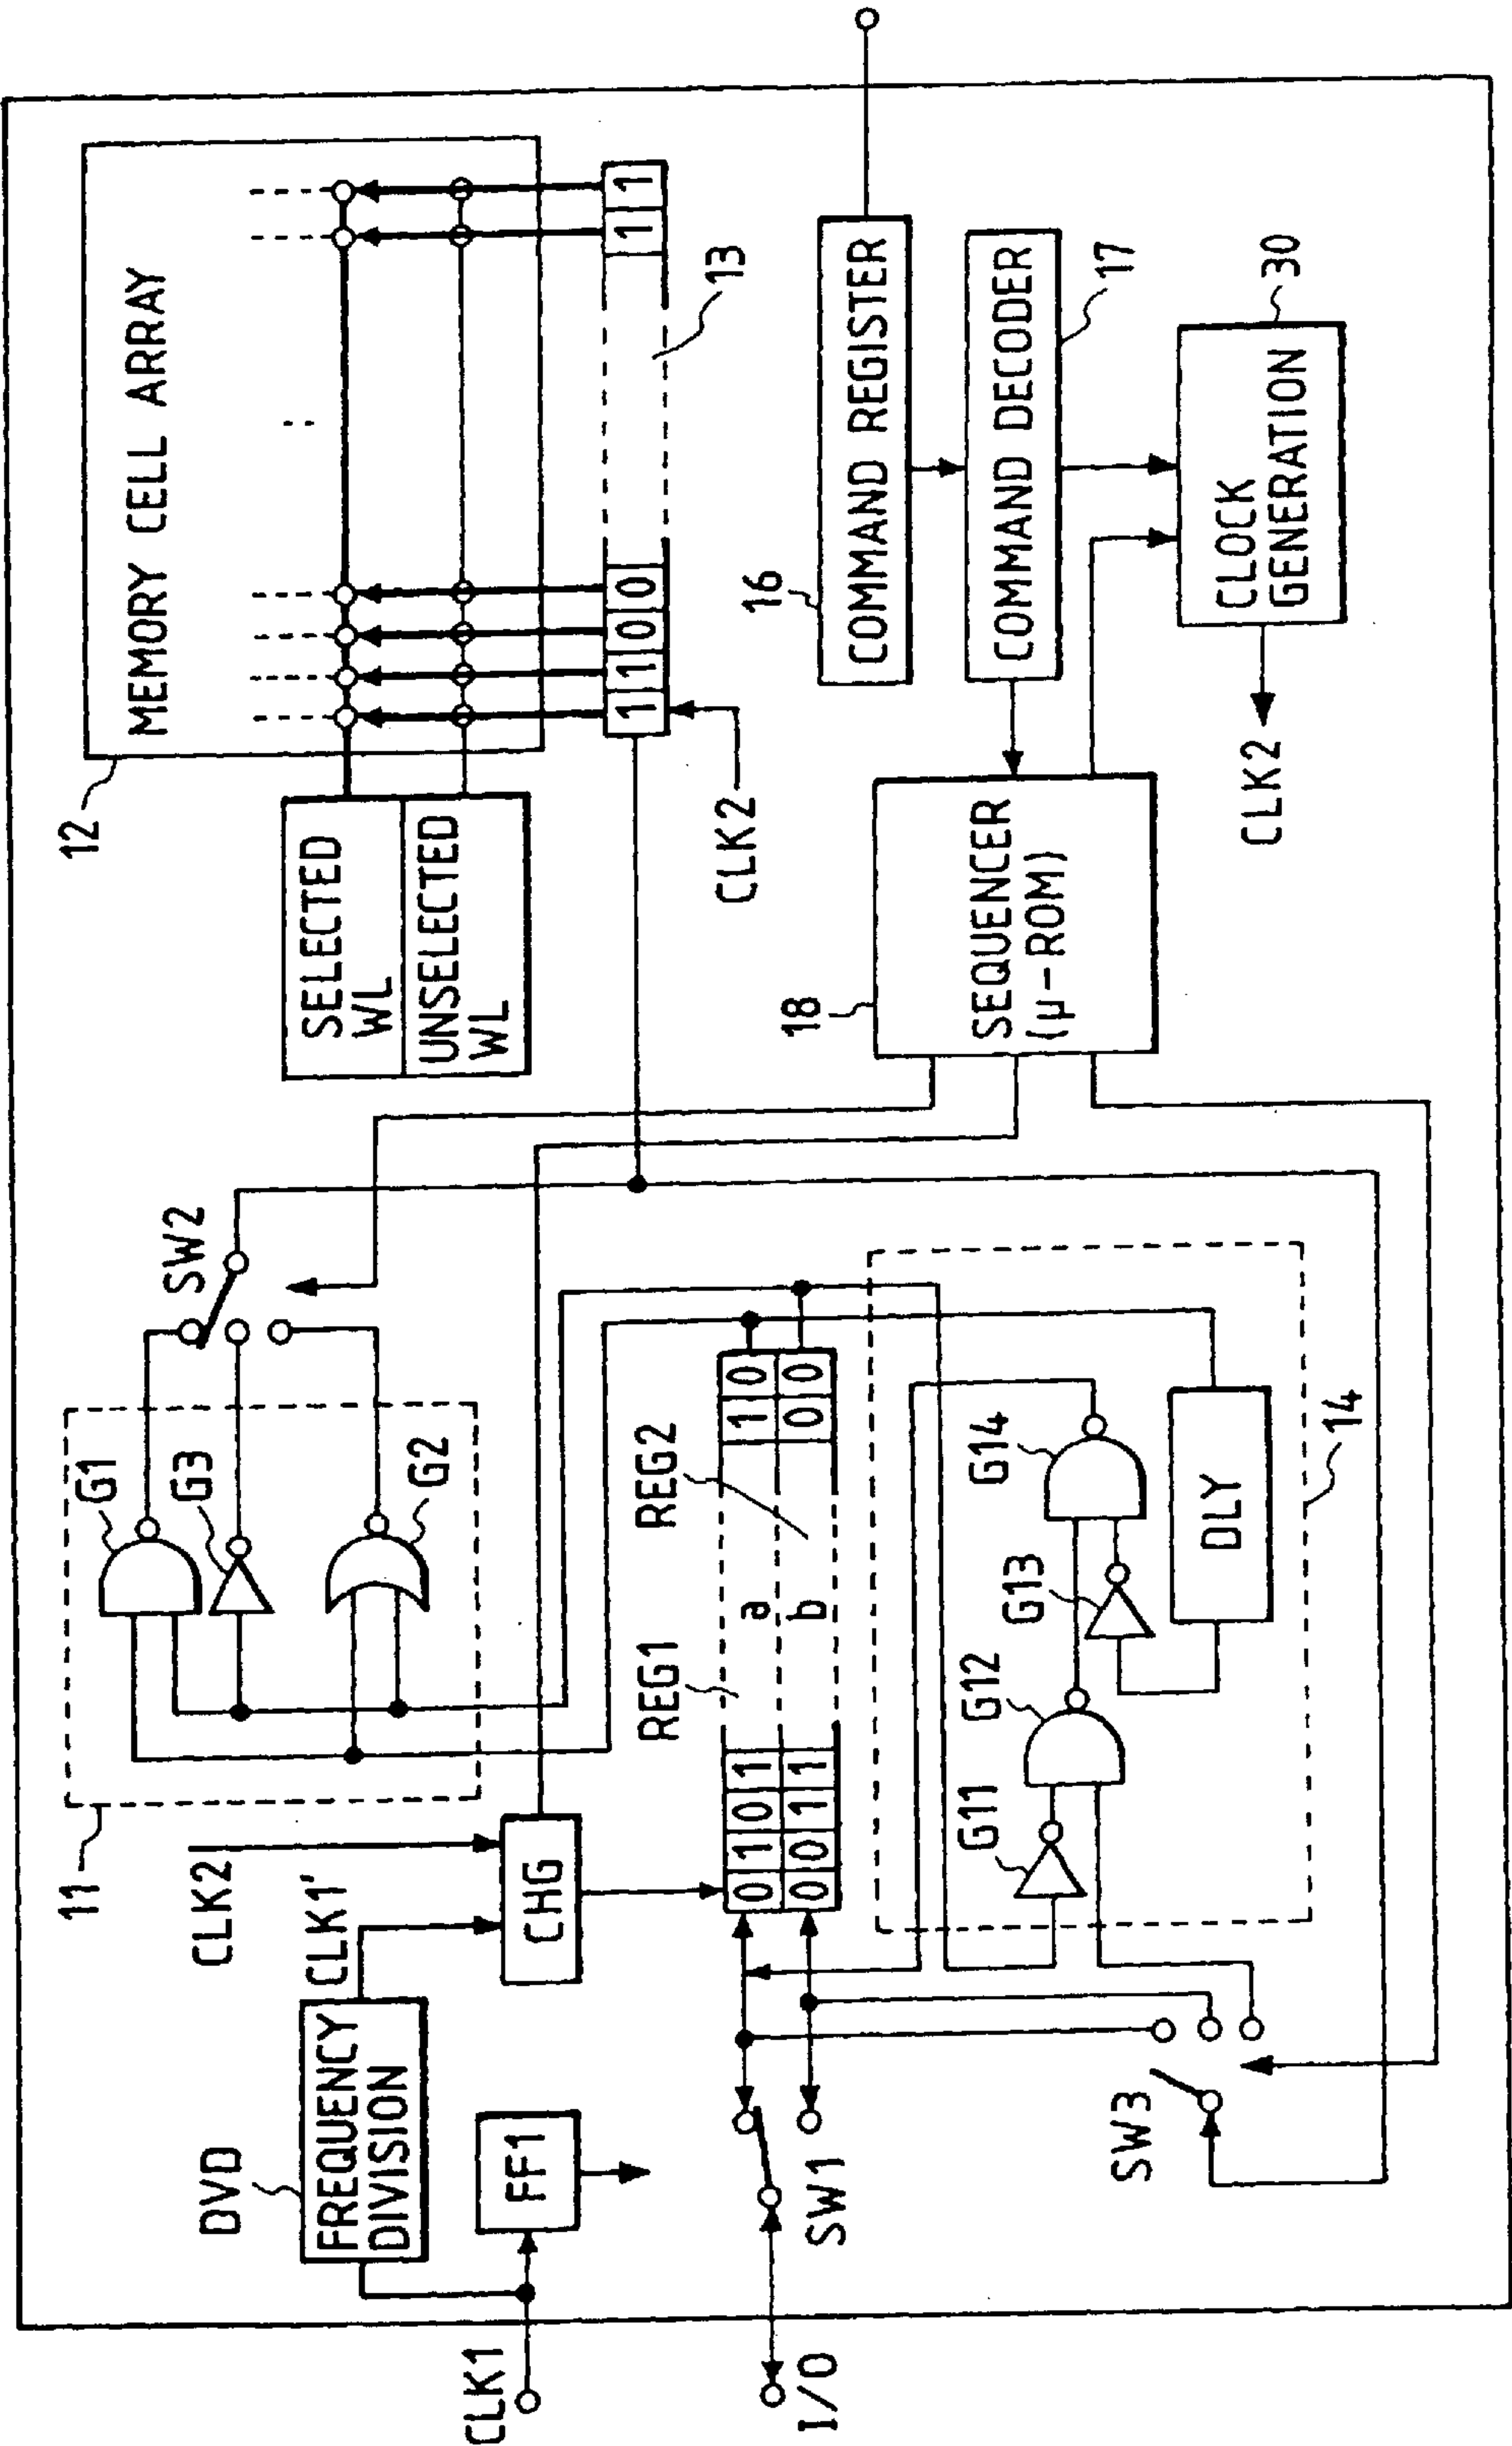 MEMORY CELL ARRAY
12
SELECTED
WL
UNSELECTED
WL
1 1 0 0 1 1
13
CLK2
11
G1
G3
G2
SW2
CLK2
CLK1'
DVD
FREQUENCY
DIVISION
CHG
FF1
CLK1
I/O
SW1
REG1
REG2
a
b
0 1 0 1 1 0
0 0 1 1 0 0
16
COMMAND REGISTER
COMMAND DECODER
17
18
SEQUENCER
(μ-ROM)
CLOCK
GENERATION
30
CLK2
G11
G12
G13
G14
DLY
14
SW3